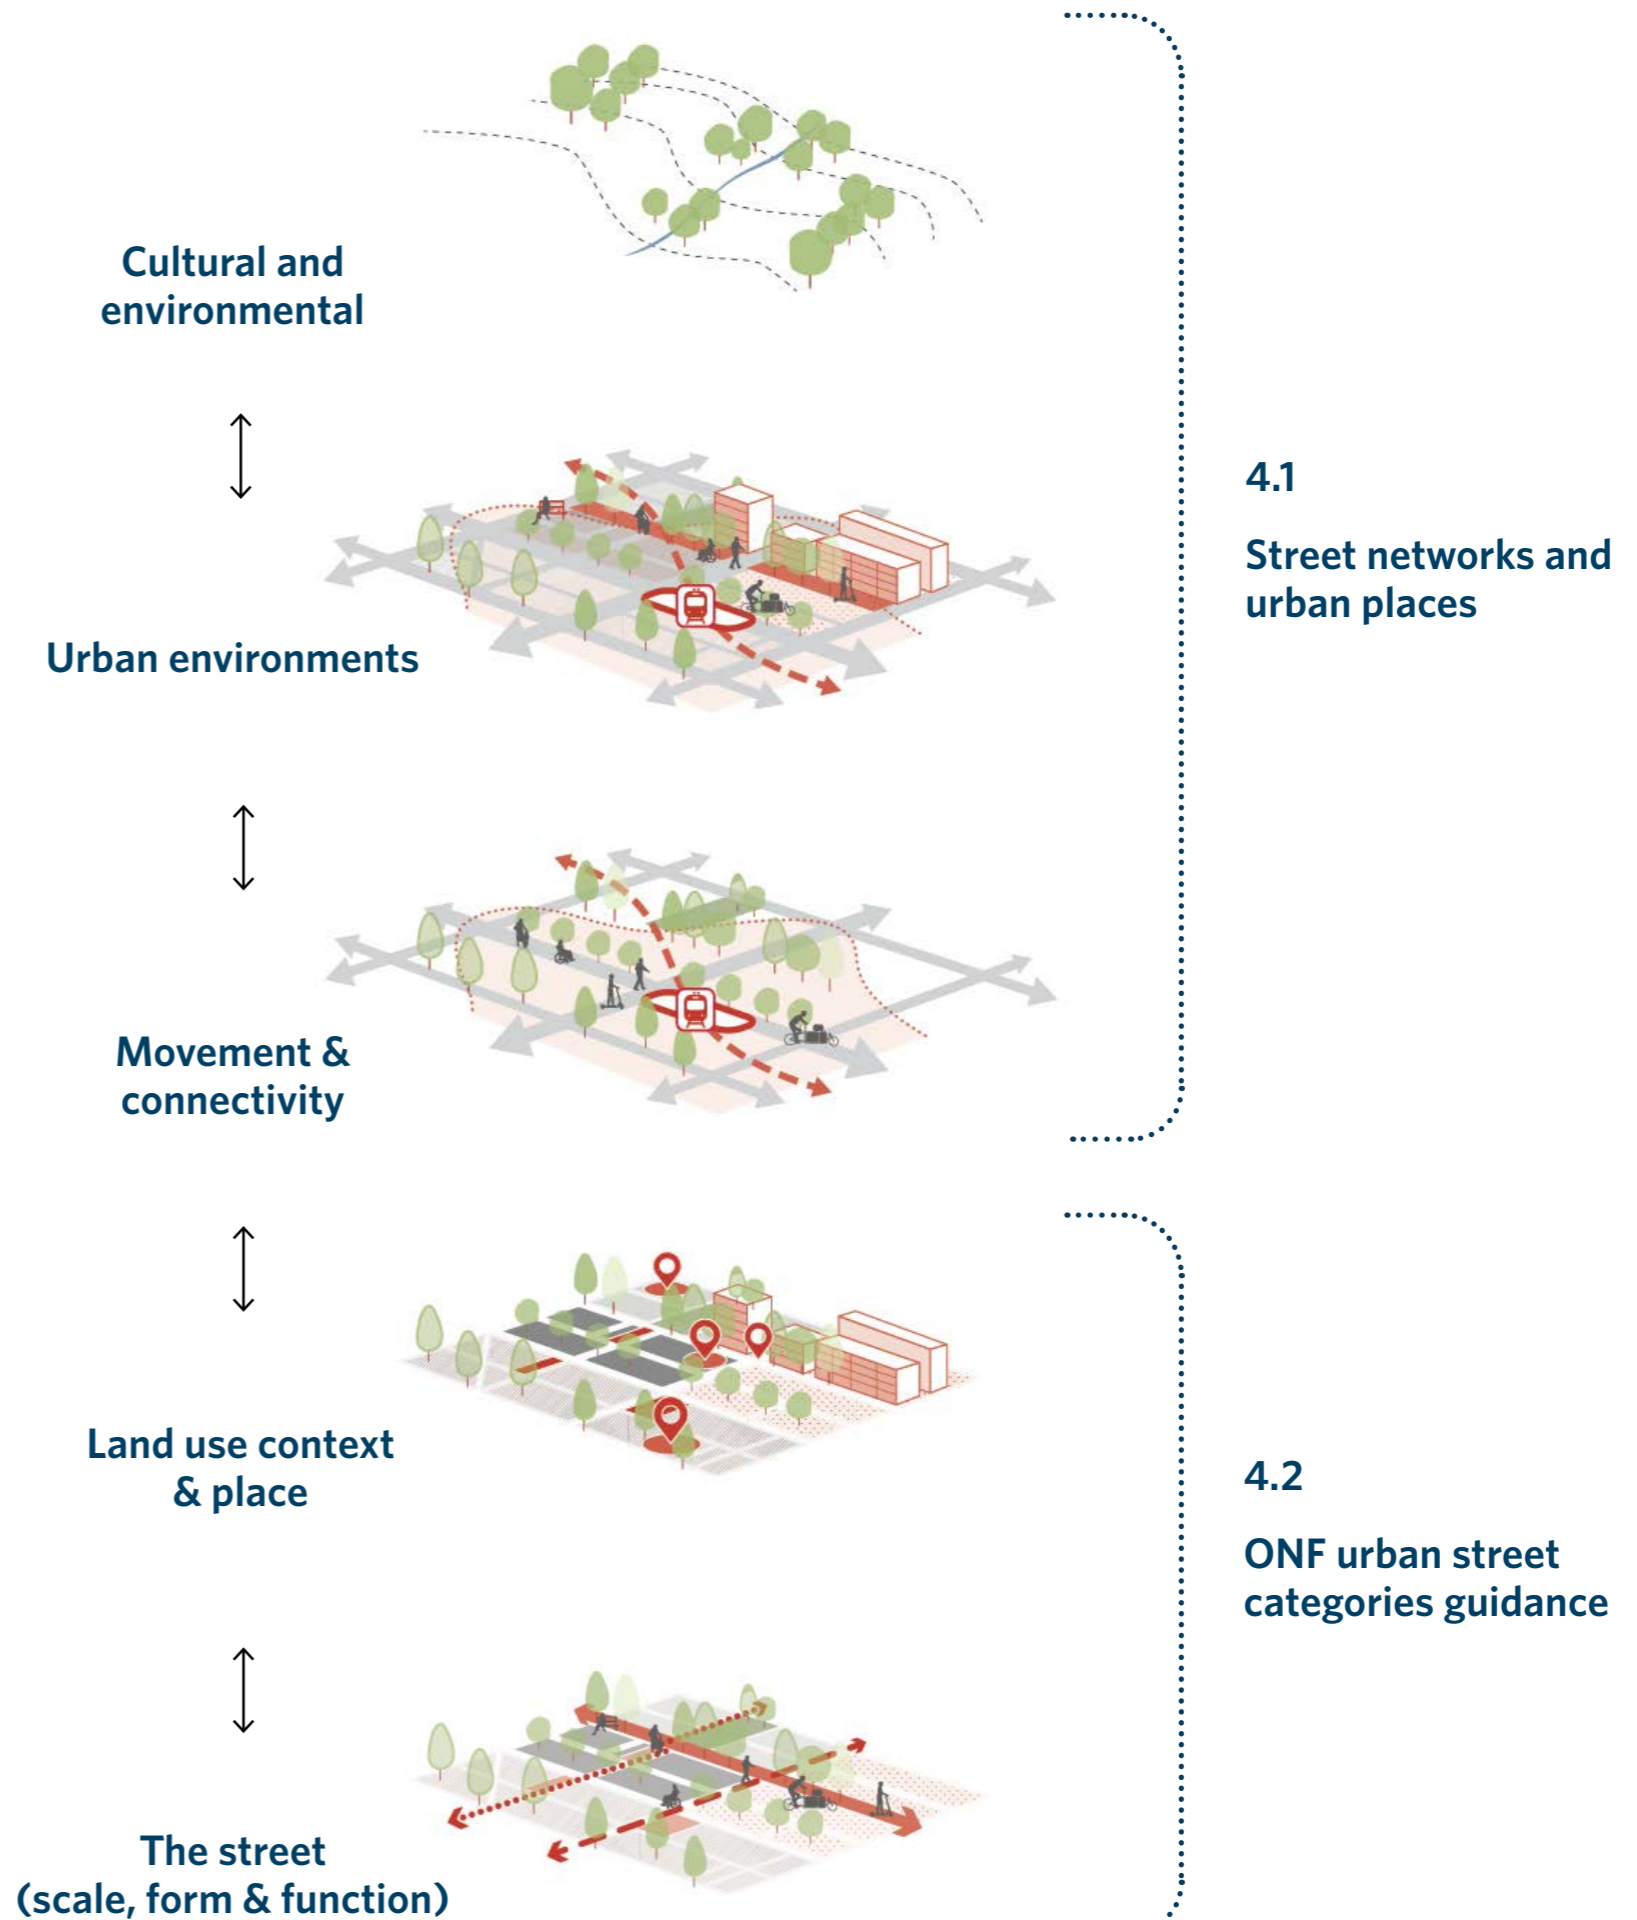 Cultural and
environmental
4.1
Street networks and
urban places
Urban environments
Movement &
connectivity
Land use context
& place
4.2
ONF urban street
categories guidance
The street
(scale, form & function)